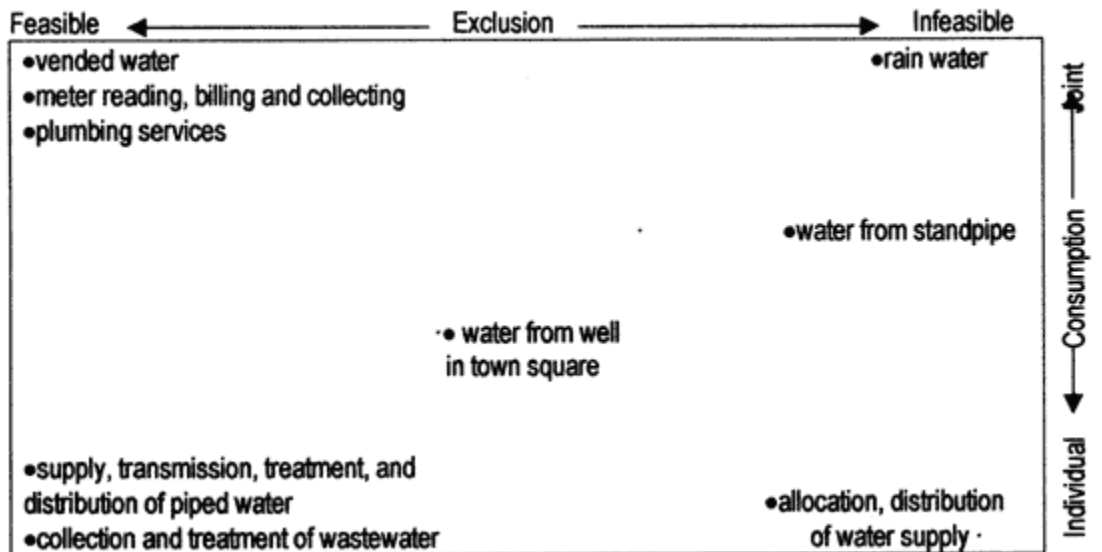 Feasible Exclusion Infeasible
•vended water
•rain water
•meter reading, billing and collecting
•plumbing services
•water from standpipe
• water from well
in town square
•supply, transmission, treatment, and
distribution of piped water
•collection and treatment of wastewater
•allocation, distribution
of water supply
Joint
Consumption
Individual